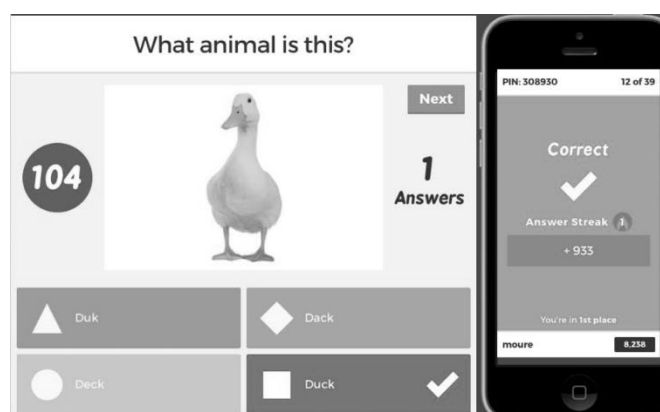 What animal is this?
Next
104
1
Answers
Duk
Dack
Deck
Duck
PIN: 308930 12 of 39
Correct
Answer Streak 1
+ 933
You're in 1st place
moure 8,238